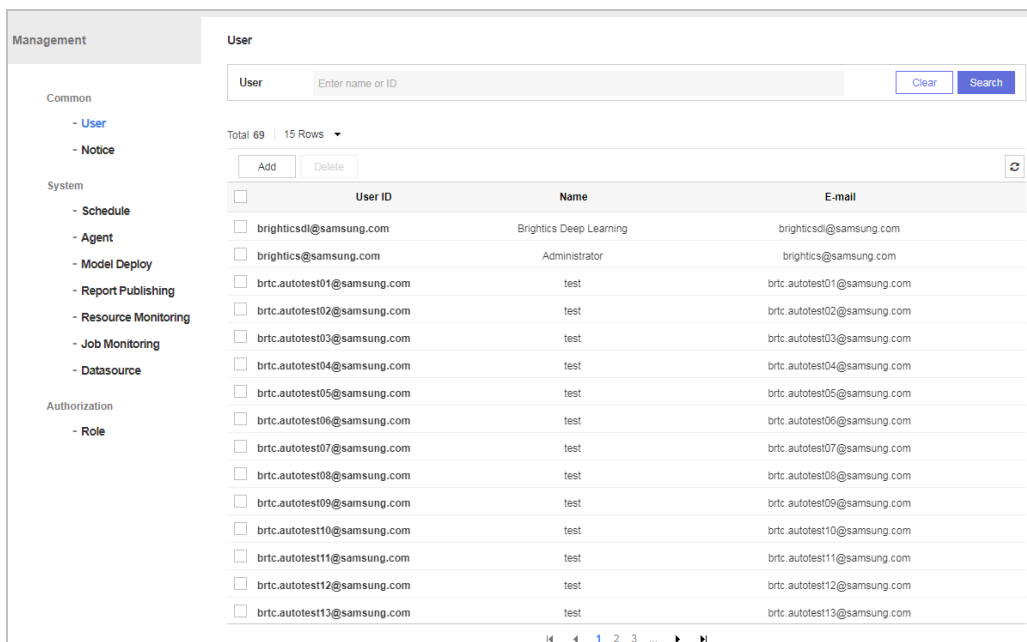 Management
Common
- User
- Notice
System
- Schedule
- Agent
- Model Deploy
- Report Publishing
- Resource Monitoring
- Job Monitoring
- Datasource
Authorization
- Role
User
User Enter name or ID Clear Search
Total 69 15 Rows
Add Delete
User ID Name E-mail
brighticsdl@samsung.com Brightics Deep Learning brighticsdl@samsung.com
brightics@samsung.com Administrator brightics@samsung.com
brtc.autotest01@samsung.com test brtc.autotest01@samsung.com
brtc.autotest02@samsung.com test brtc.autotest02@samsung.com
brtc.autotest03@samsung.com test brtc.autotest03@samsung.com
brtc.autotest04@samsung.com test brtc.autotest04@samsung.com
brtc.autotest05@samsung.com test brtc.autotest05@samsung.com
brtc.autotest06@samsung.com test brtc.autotest06@samsung.com
brtc.autotest07@samsung.com test brtc.autotest07@samsung.com
brtc.autotest08@samsung.com test brtc.autotest08@samsung.com
brtc.autotest09@samsung.com test brtc.autotest09@samsung.com
brtc.autotest10@samsung.com test brtc.autotest10@samsung.com
brtc.autotest11@samsung.com test brtc.autotest11@samsung.com
brtc.autotest12@samsung.com test brtc.autotest12@samsung.com
brtc.autotest13@samsung.com test brtc.autotest13@samsung.com
1 2 3 ...